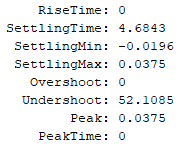 RiseTime: 0
SettlingTime: 4.6843
SettlingMin: -0.0196
SettlingMax: 0.0375
Overshoot: 0
Undershoot: 52.1085
Peak: 0.0375
PeakTime: 0